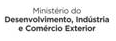 Ministério do
Desenvolvimento, Indústria
e Comércio Exterior